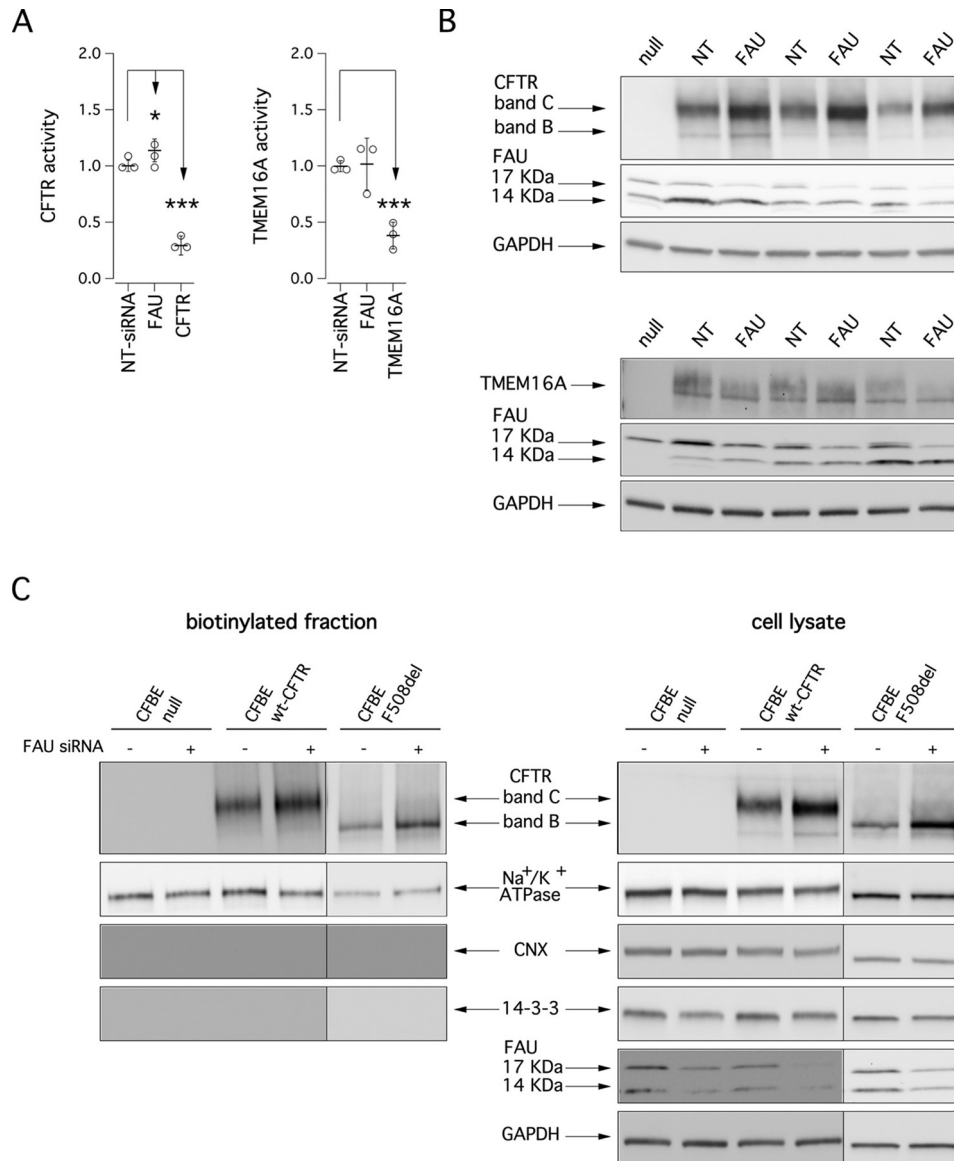 A
2.0
1.5
1.0
0.5
0.0
CFTR activity
*
***
NT-siRNA
FAU
CFTR
2.0
1.5
1.0
0.5
0.0
TMEM16A activity
***
NT-siRNA
FAU
TMEM16A
B
null NT FAU NT FAU NT FAU
CFTR
band C
band B
FAU
17 KDa
14 KDa
GAPDH
null NT FAU NT FAU NT FAU
TMEM16A
FAU
17 KDa
14 KDa
GAPDH
C
biotinylated fraction
CFBE
null
CFBE
wt-CFTR
CFBE
F508del
FAU siRNA - + - + - +
cell lysate
CFBE
null
CFBE
wt-CFTR
CFBE
F508del
- + - + - +
CFTR
band C
band B
Na+/K +
ATPase
CNX
14-3-3
FAU
17 KDa
14 KDa
GAPDH